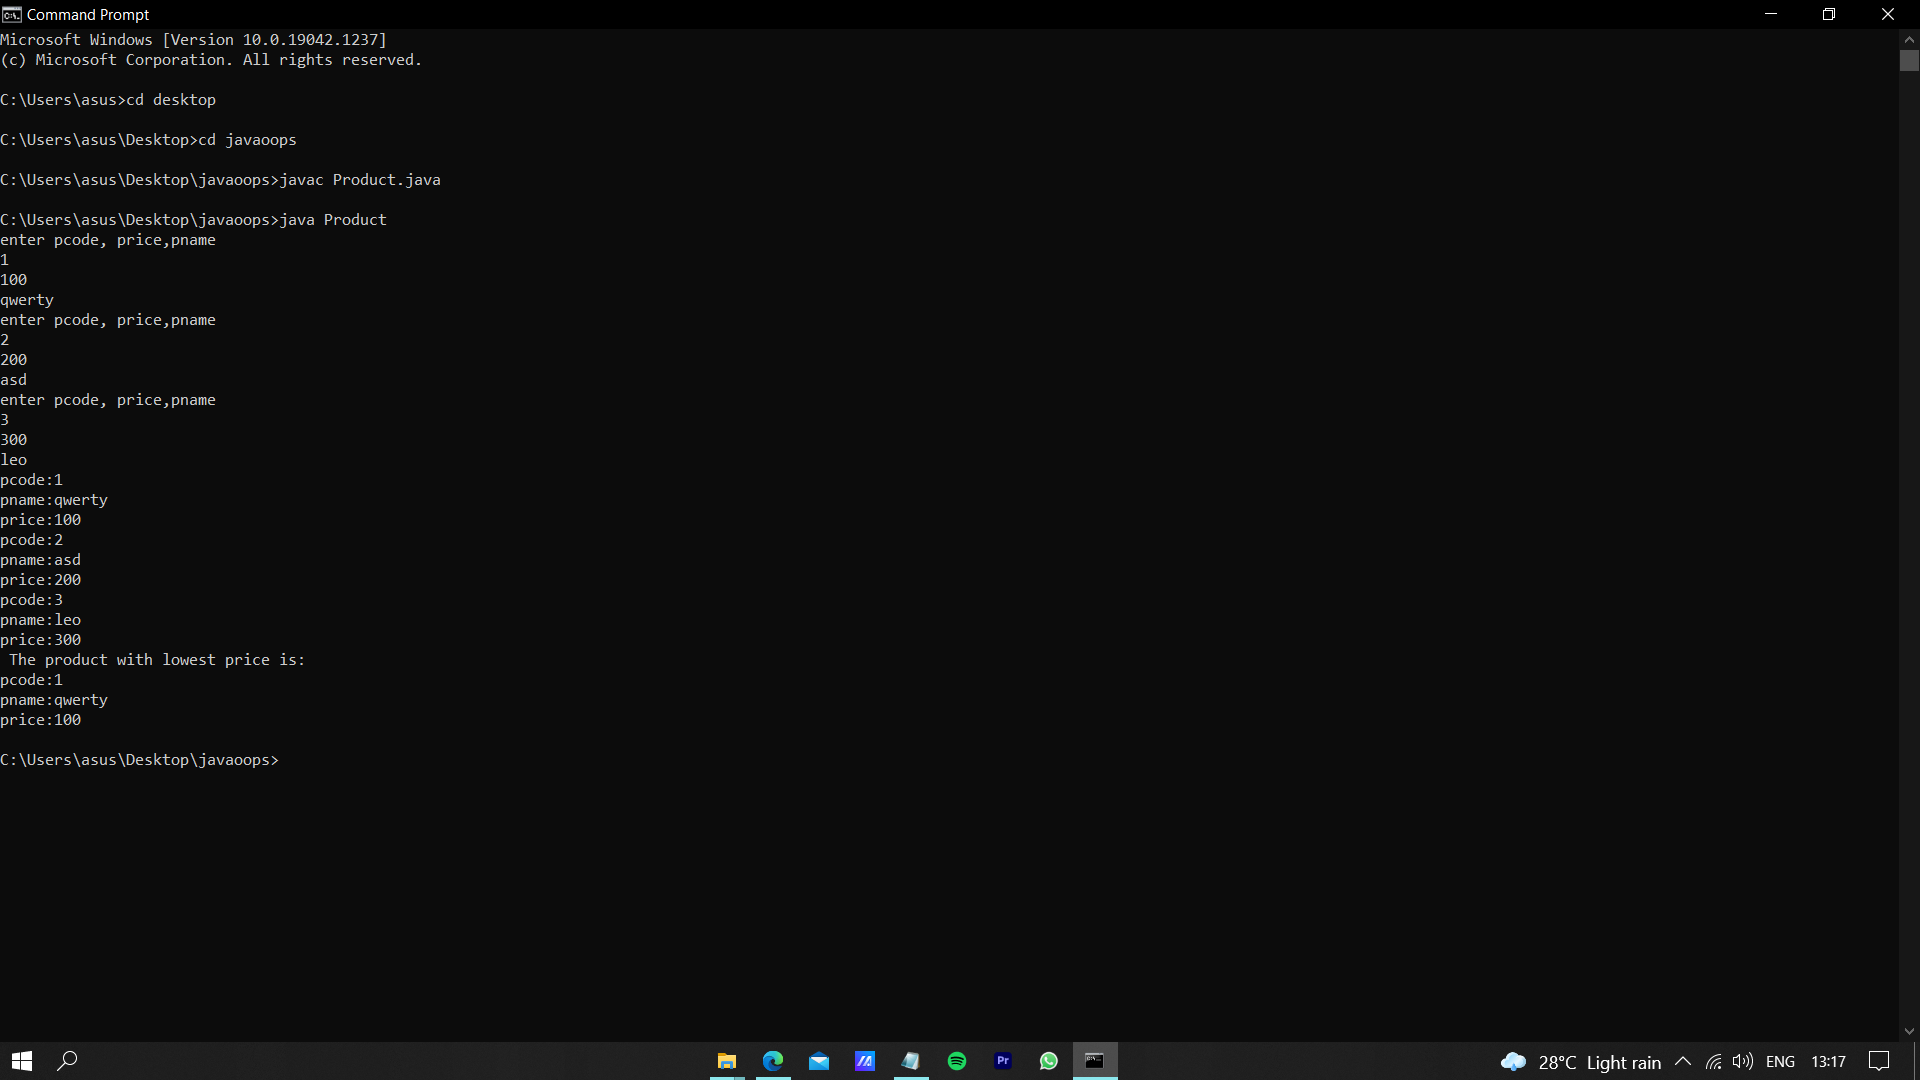 Command Prompt
Microsoft Windows [Version 10.0.19042.1237]
(c) Microsoft Corporation. All rights reserved.
C:\Users\asus>cd desktop
C:\Users\asus\Desktop>cd javaoops
C:\Users\asus\Desktop\javaoops>javac Product.java
C:\Users\asus\Desktop\javaoops>java Product
enter pcode, price,pname
1
100
qwerty
enter pcode, price,pname
2
200
asd
enter pcode, price,pname
3
300
leo
pcode:1
pname:qwerty
price:100
pcode:2
pname:asd
price:200
pcode:3
pname:leo
price:300
 The product with lowest price is:
pcode:1
pname:qwerty
price:100
C:\Users\asus\Desktop\javaoops>
Pr
28°C Light rain ENG 13:17